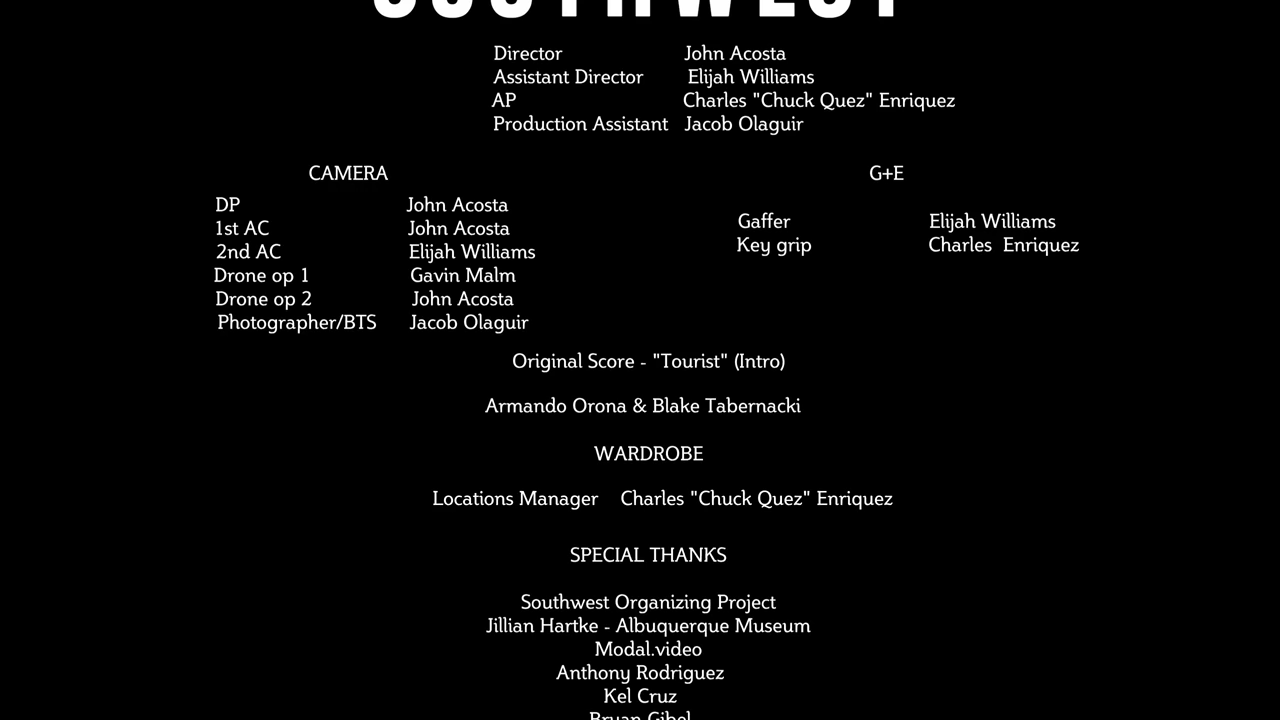 SOUTHWEST
Director John Acosta
Assistant Director Elijah Williams
AP Charles "Chuck Quez" Enriquez
Production Assistant Jacob Olaguir
CAMERA
DP John Acosta
1st AC John Acosta
2nd AC Elijah Williams
Drone op 1 Gavin Malm
Drone op 2 John Acosta
Photographer/BTS Jacob Olaguir
G+E
Gaffer Elijah Williams
Key grip Charles Enriquez
Original Score - "Tourist" (Intro)
Armando Orona & Blake Tabernacki
WARDROBE
Locations Manager Charles "Chuck Quez" Enriquez
SPECIAL THANKS
Southwest Organizing Project
Jillian Hartke - Albuquerque Museum
Modal.video
Anthony Rodriguez
Kel Cruz
Bryan Gibel